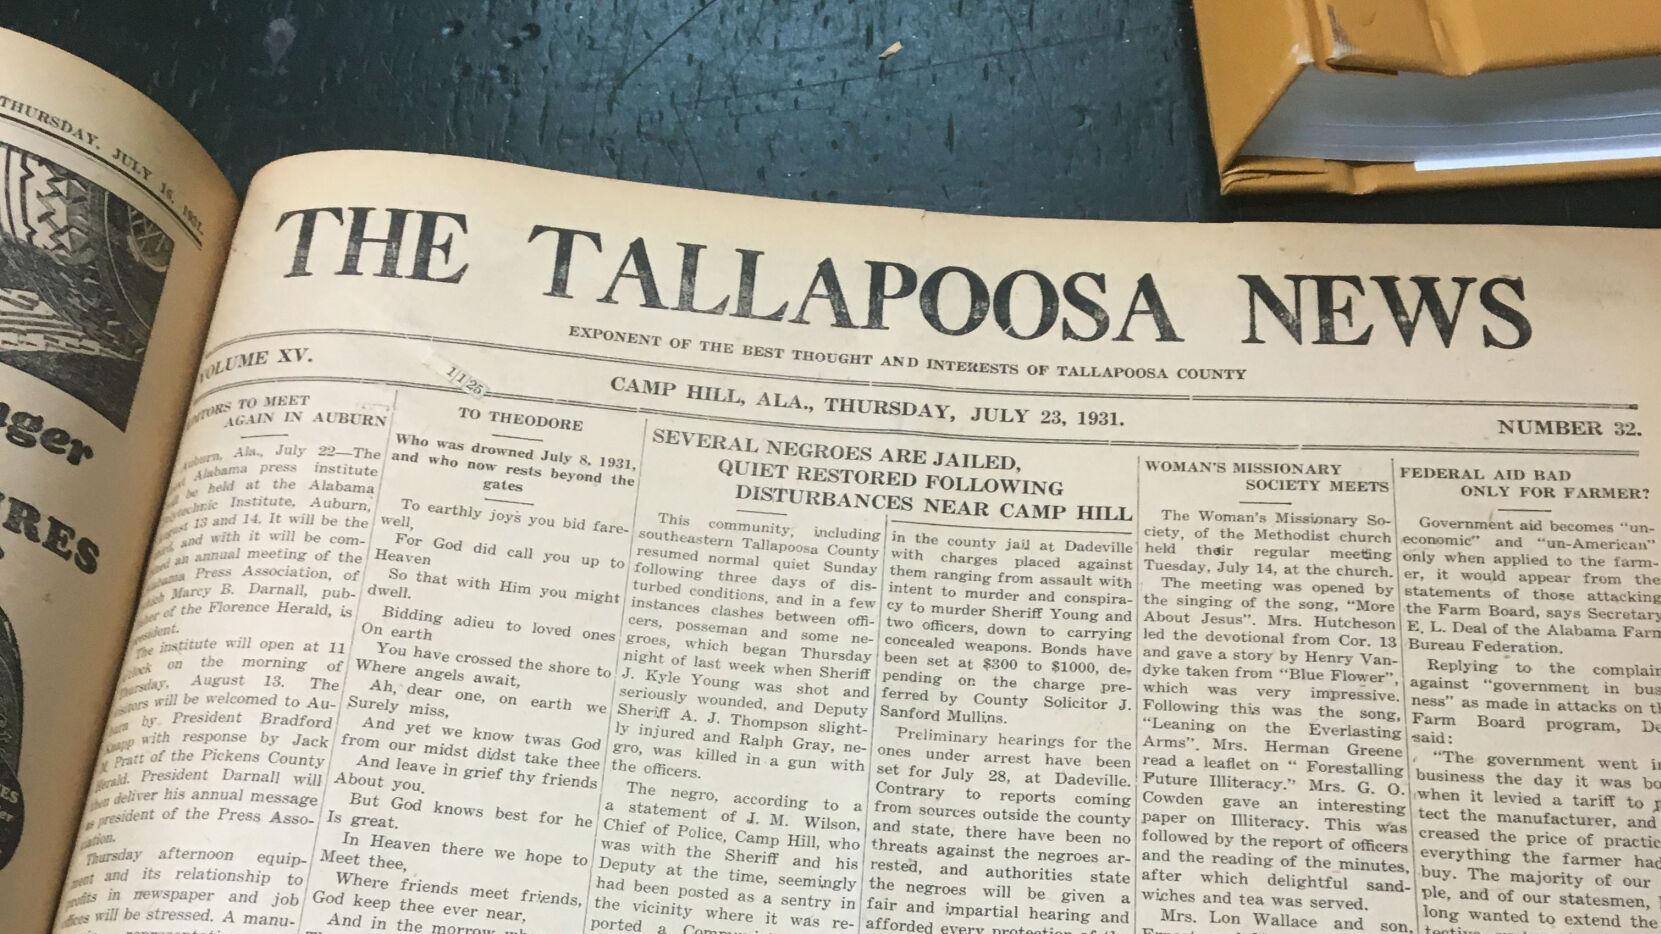 THURSDAY, JULY 16, 1931.
THE TALLAPOOSA NEWS
EXPONENT OF THE BEST THOUGHT AND INTERESTS OF TALLAPOOSA COUNTY
VOLUME XV.
1/1/25
CAMP HILL, ALA., THURSDAY, JULY 23, 1931.
NUMBER 32.
TO MEET
AGAIN IN AUBURN
Auburn, Ala., July 22—The
Alabama press institute
be held at the Alabama
Institute, Auburn,
13 and 14. It will be the
and with it will be com-
an annual meeting of the
Press Association, of
Marcy B. Darnall, pub-
of the Florence Herald, is
The institute will open at 11
on the morning of
Thursday, August 13. The
will be welcomed to Au-
by President Bradford
Knapp with response by Jack
M. Pratt of the Pickens County
Herald. President Darnall will
deliver his annual message
president of the Press Asso-
Thursday afternoon equip-
and its relationship to
in newspaper and job
will be stressed. A manu-
TO THEODORE
Who was drowned July 8, 1931,
and who now rests beyond the
gates
To earthly joys you bid fare-
well,
For God did call you up to
Heaven
So that with Him you might
dwell.
Bidding adieu to loved ones
On earth
You have crossed the shore to
Where angels await,
Ah, dear one, on earth we
Surely miss,
And yet we know twas God
from our midst didst take thee
And leave in grief thy friends
About you.
But God knows best for he
Is great.
In Heaven there we hope to
Meet thee,
Where friends meet friends,
God keep thee ever near,
And in the morrow
SEVERAL NEGROES ARE JAILED,
QUIET RESTORED FOLLOWING
DISTURBANCES NEAR CAMP HILL
This community, including
southeastern Tallapoosa County
resumed normal quiet Sunday
following three days of dis-
turbed conditions, and in a few
instances clashes between offi-
cers, posseman and some ne-
groes, which began Thursday
night of last week when Sheriff
J. Kyle Young was shot and
seriously wounded, and Deputy
Sheriff A. J. Thompson slight-
ly injured and Ralph Gray, ne-
gro, was killed in a gun with
the officers.
The negro, according to a
statement of J. M. Wilson,
Chief of Police, Camp Hill, who
was with the Sheriff and his
Deputy at the time, seemingly
had been posted as a sentry in
the vicinity where it was re-
ported a
in the county jail at Dadeville
with charges placed against
them ranging from assault with
intent to murder and conspira-
cy to murder Sheriff Young and
two officers, down to carrying
concealed weapons. Bonds have
been set at $300 to $1000, de-
pending on the charge pre-
ferred by County Solicitor J.
Sanford Mullins.
Preliminary hearings for the
ones under arrest have been
set for July 28, at Dadeville.
Contrary to reports coming
from sources outside the county
and state, there have been no
threats against the negroes ar-
rested, and authorities state
the negroes will be given a
fair and impartial hearing and
afforded every protection of
WOMAN'S MISSIONARY
SOCIETY MEETS
The Woman's Missionary So-
ciety, of the Methodist church
held their regular meeting
Tuesday, July 14, at the church.
The meeting was opened by
the singing of the song, "More
About Jesus". Mrs. Hutcheson
led the devotional from Cor. 13
and gave a story by Henry Van-
dyke taken from "Blue Flower",
which was very impressive.
Following this was the song,
"Leaning on the Everlasting
Arms". Mrs. Herman Greene
read a leaflet on " Forestalling
Future Illiteracy." Mrs. G. O.
Cowden gave an interesting
paper on Illiteracy. This was
followed by the report of officers
and the reading of the minutes,
after which delightful sand-
wiches and tea was served.
Mrs. Lon Wallace and son,
FEDERAL AID BAD
ONLY FOR FARMER?
Government aid becomes "un-
economic" and "un-American"
only when applied to the farm-
er, it would appear from the
statements of those attacking
the Farm Board, says Secretary
E. L. Deal of the Alabama Farm
Bureau Federation.
Replying to the
against "government in
ness" as made in attacks on
Farm Board program,
said:
"The government went
business the day it was
when it levied a tariff to
tect the manufacturer, and
creased the price of
everything the farmer had
buy. The majority of our
ple, and of our statesmen,
long wanted to extend the